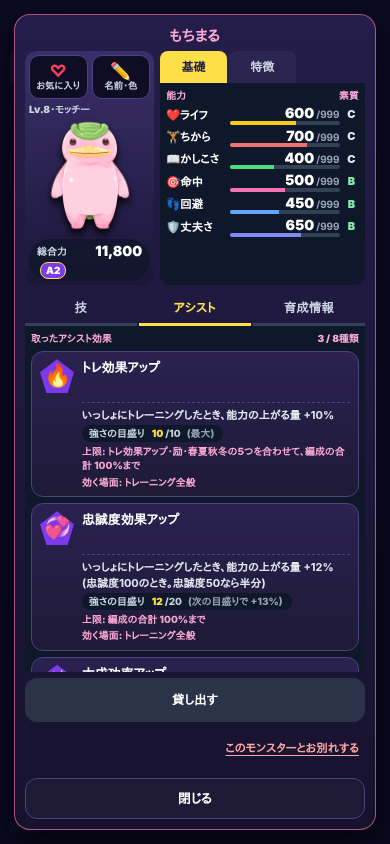 もちまる
お気に入り
名前・色
Lv.8・モッチー
総合力 11,800
A2
基礎
特徴
能力 素質
ライフ 600/999 C
ちから 700/999 C
かしこさ 400/999 C
命中 500/999 B
回避 450/999 B
丈夫さ 650/999 B
技 アシスト 育成情報
取ったアシスト効果 3/8種類
トレ効果アップ
いっしょにトレーニングしたとき、能力の上がる量 +10%
強さの目盛り 10/10 (最大)
上限: トレ効果アップ・励・春夏秋冬の5つを合わせて、編成の合
計 100%まで
効く場面: トレーニング全般
忠誠度効果アップ
いっしょにトレーニングしたとき、能力の上がる量 +12%
(忠誠度100のとき。忠誠度50なら半分)
強さの目盛り 12/20 (次の目盛りで +13%)
上限: 編成の合計 100%まで
効く場面: トレーニング全般
貸し出す
このモンスターとお別れする
閉じる